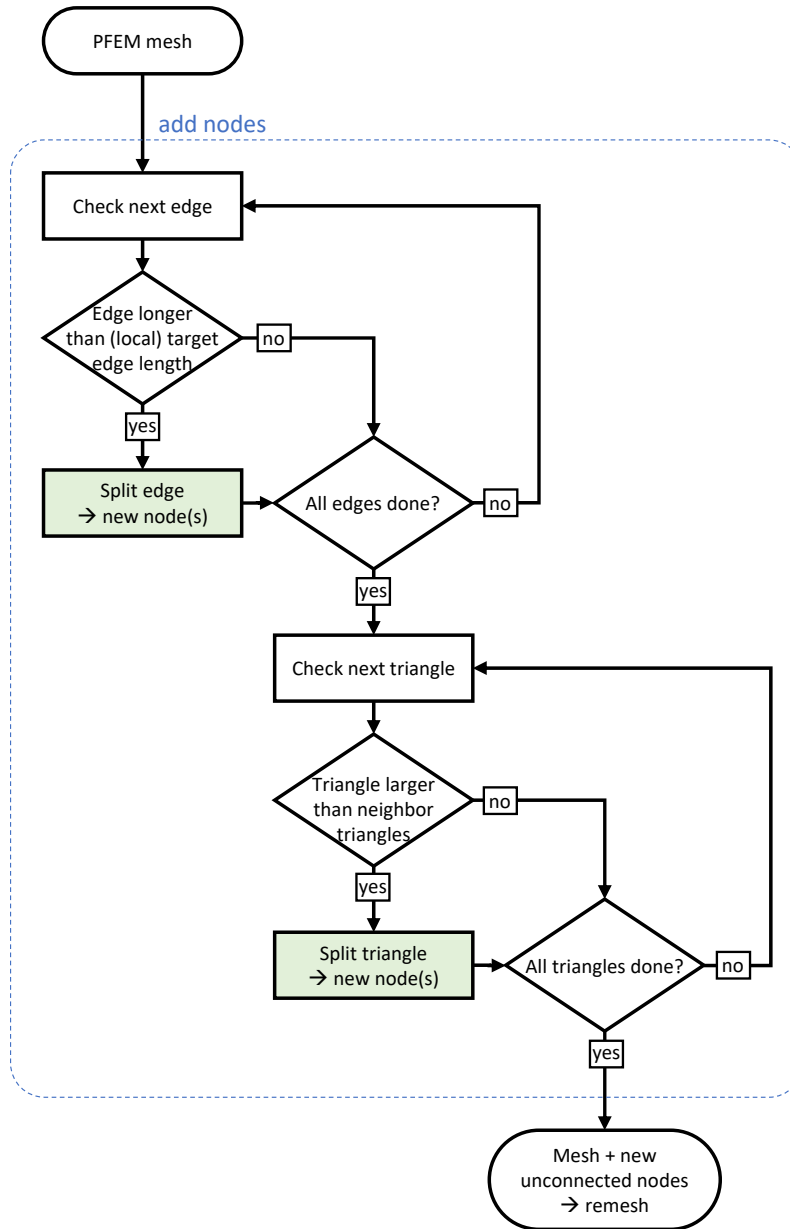 PFEM mesh
add nodes
Check next edge
Edge longer
than (local) target
edge length
no
yes
Split edge
→ new node(s)
All edges done?
no
yes
Check next triangle
Triangle larger
than neighbor
triangles
no
yes
Split triangle
→ new node(s)
All triangles done?
no
yes
Mesh + new
unconnected nodes
→ remesh